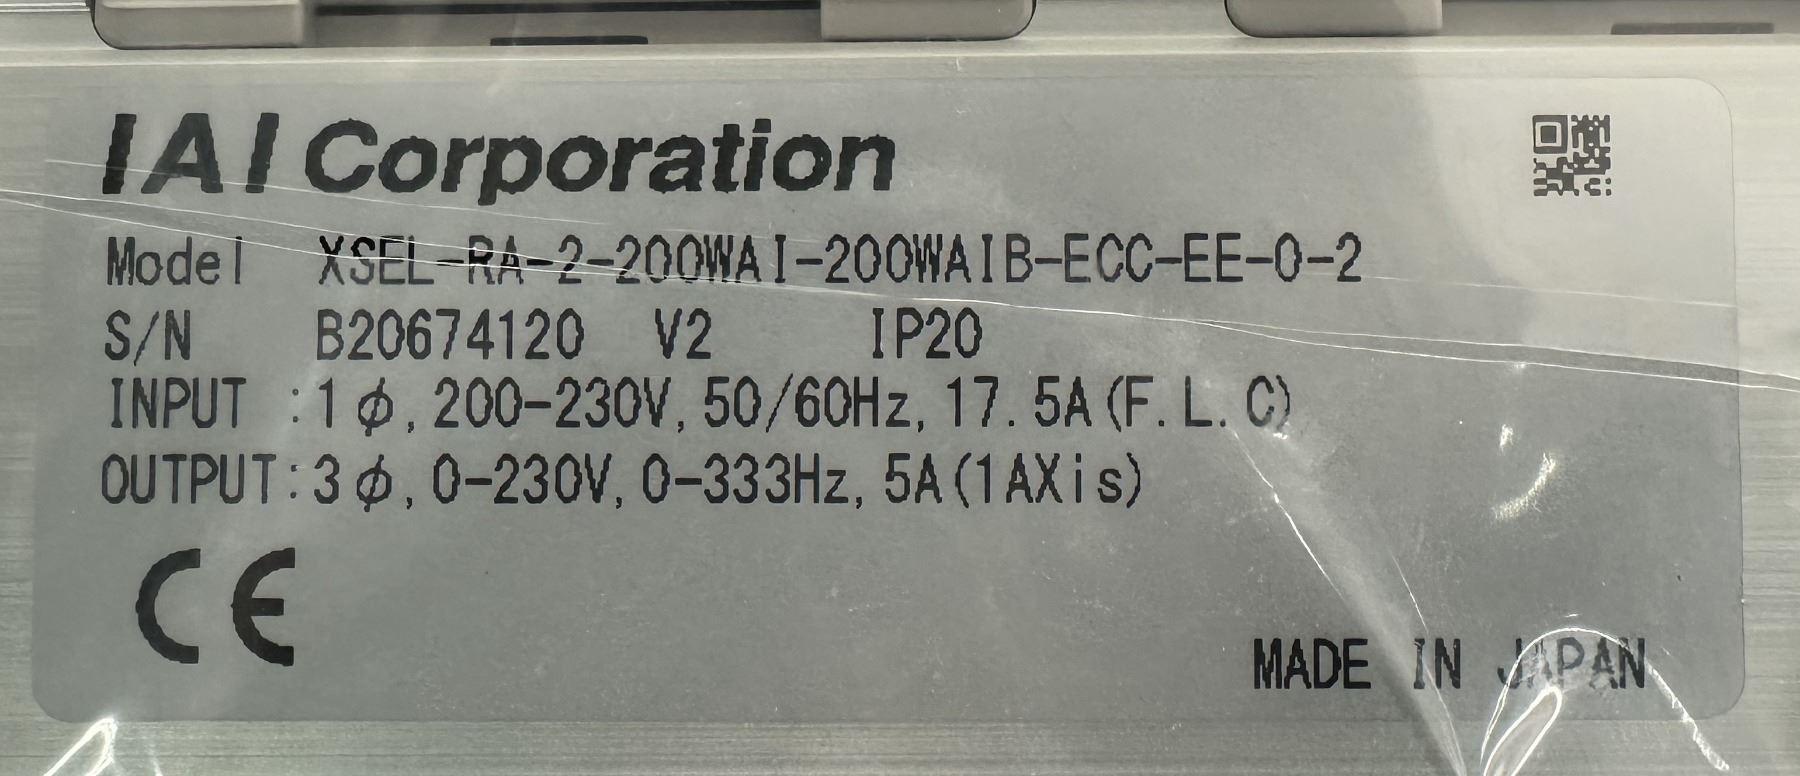 IAI Corporation
Model XSEL-RA-2-200WAI-200WAIB-ECC-EE-0-2
S/N B20674120 V2 IP20
INPUT :1φ, 200-230V, 50/60Hz, 17.5A(F.L.C)
OUTPUT:3φ, 0-230V, 0-333Hz, 5A(1AXis)
CE
MADE IN JAPAN